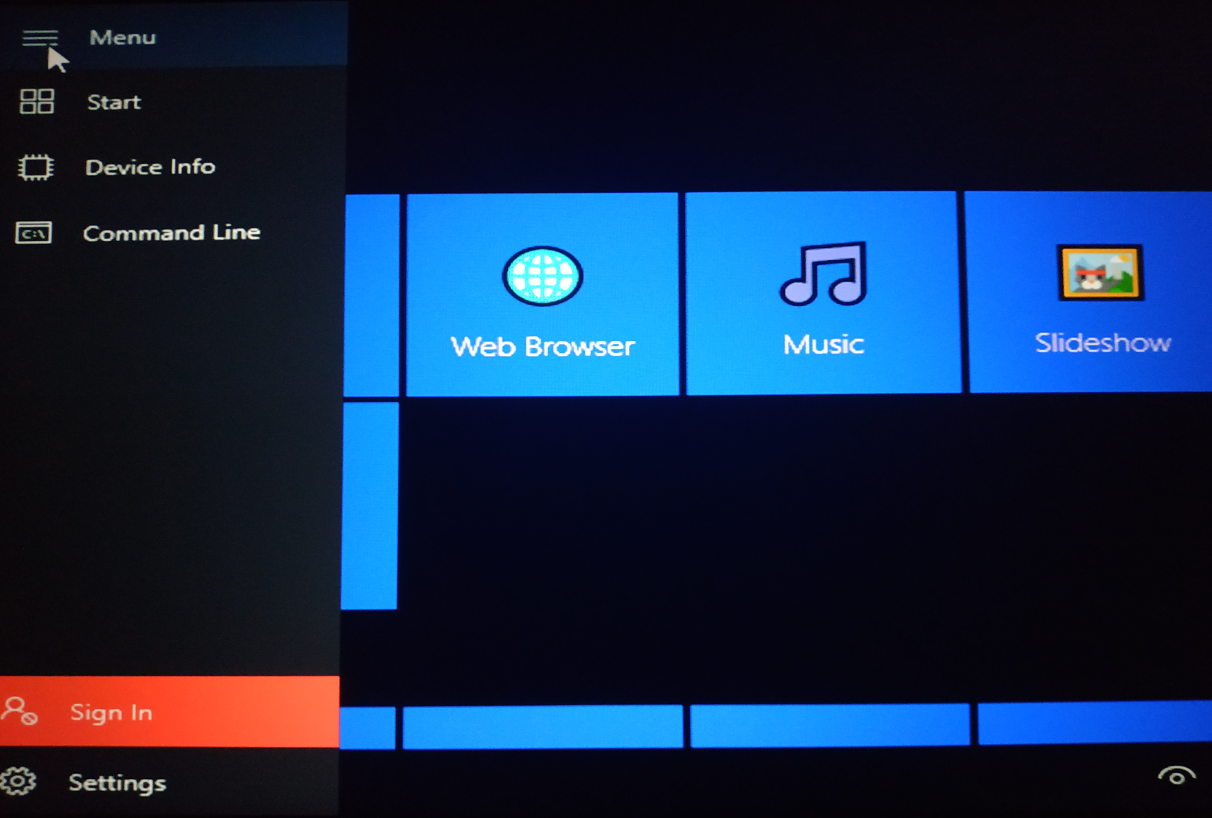 Menu
Start
Device Info
C:\
Command Line
Web Browser
Music
Slideshow
Sign In
Settings